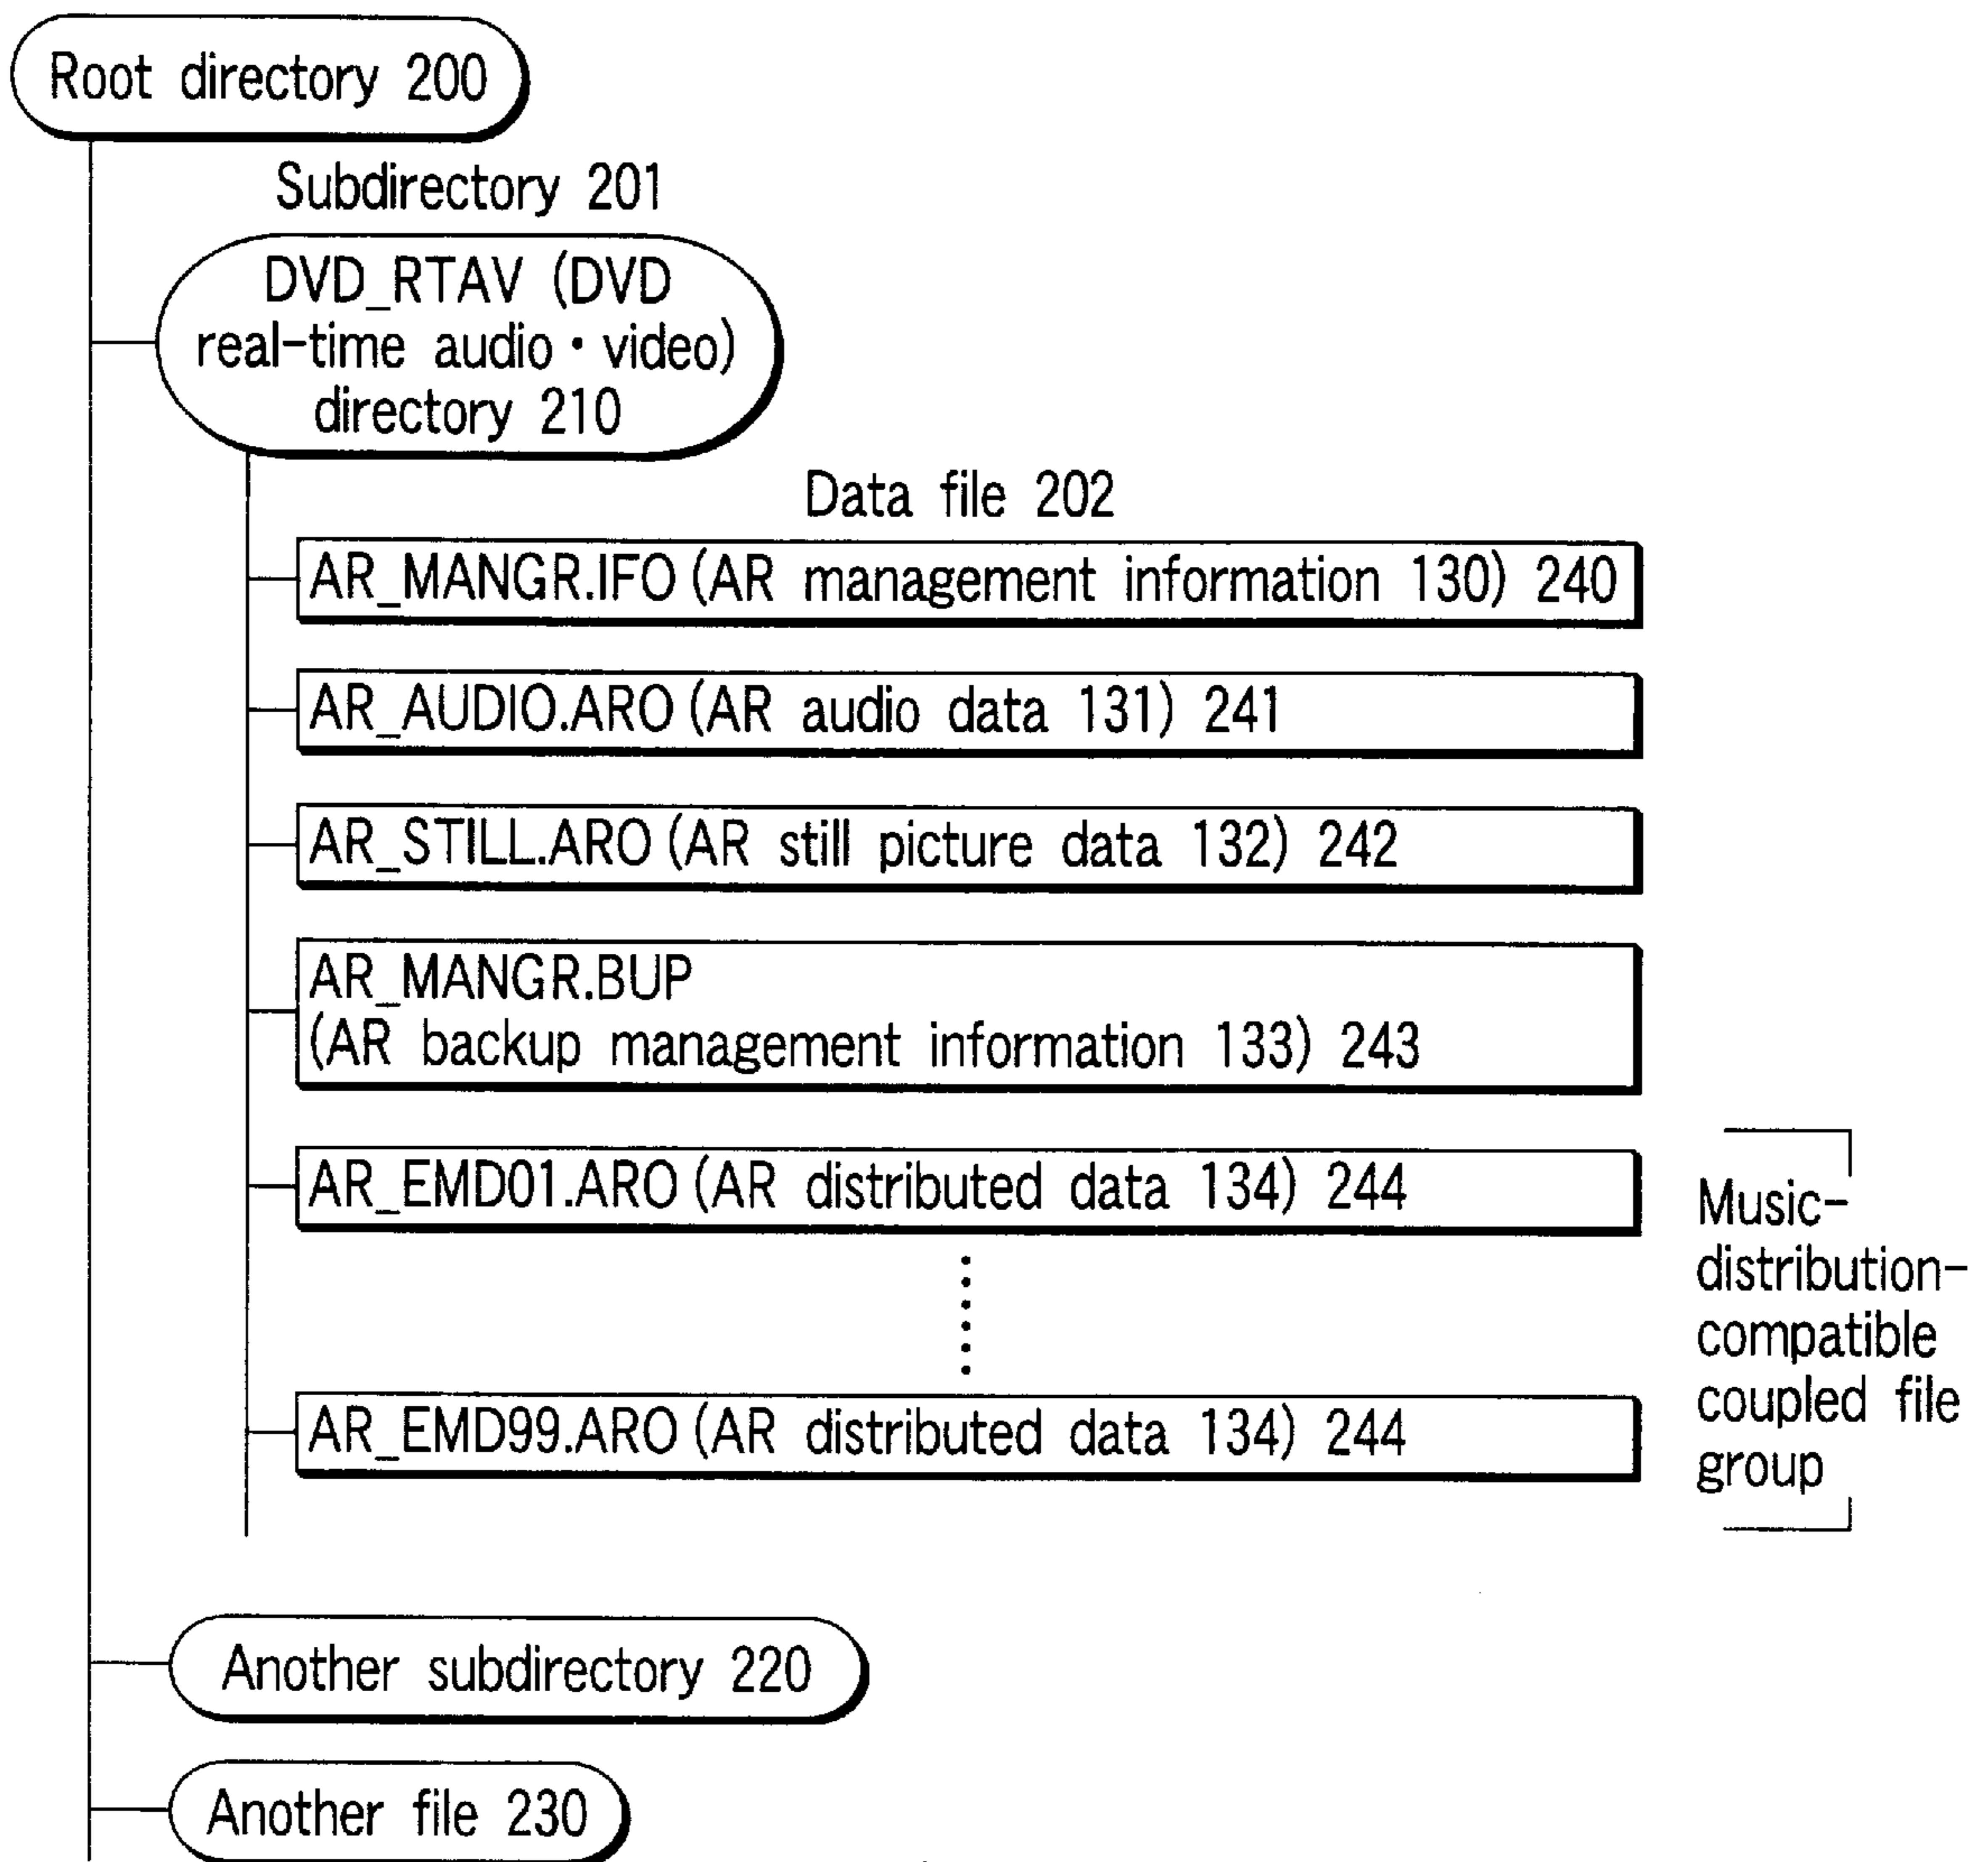 Root directory 200
Subdirectory 201
DVD_RTAV (DVD
real-time audio・video)
directory 210
Data file 202
AR_MANGR.IFO (AR management information 130) 240
AR_AUDIO.ARO (AR audio data 131) 241
AR_STILL.ARO (AR still picture data 132) 242
AR_MANGR.BUP
(AR backup management information 133) 243
AR_EMD01.ARO (AR distributed data 134) 244
AR_EMD99.ARO (AR distributed data 134) 244
Music-
distribution-
compatible
coupled file
group
Another subdirectory 220
Another file 230